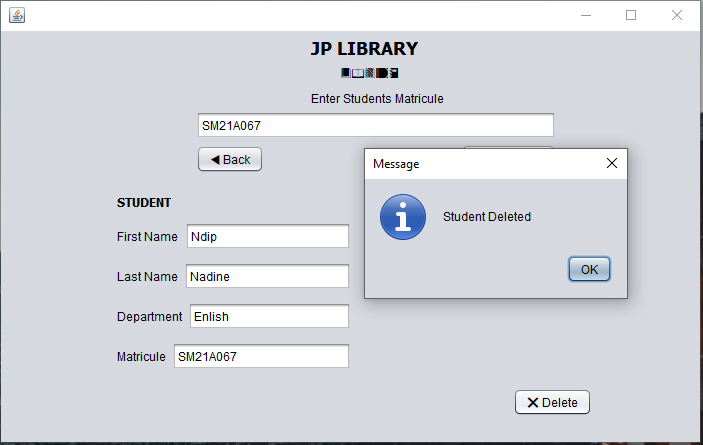 JP LIBRARY
Enter Students Matricule
SM21A067
Back
Message
Student Deleted
OK
STUDENT
First Name Ndip
Last Name Nadine
Department Enlish
Matricule SM21A067
Delete